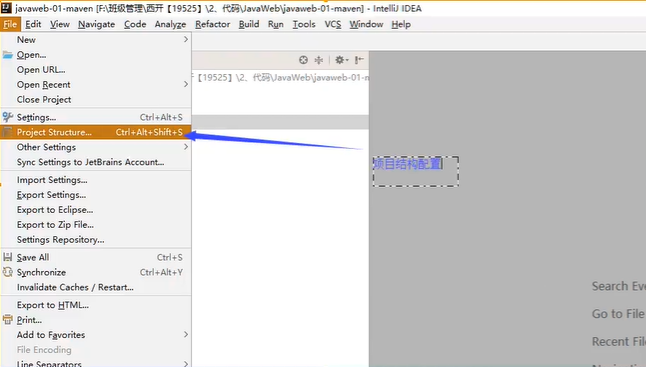 javaweb-01-maven [F:\班级管理\西开【19525】\2、代码\JavaWeb\javaweb-01-maven] - IntelliJ IDEA
File Edit View Navigate Code Analyze Refactor Build Run Tools VCS Window Help
New
Open...
【19525】\2、代码\JavaWeb\javaweb-01-m
Open URL...
Open Recent
Close Project
Settings... Ctrl+Alt+S
Project Structure... Ctrl+Alt+Shift+S
Other Settings
Sync Settings to JetBrains Account...
项目结构配置
Import Settings...
Export Settings...
Export to Eclipse...
Export to Zip File...
Settings Repository...
Save All Ctrl+S
Synchronize Ctrl+Alt+Y
Invalidate Caches / Restart...
Search Eve
Export to HTML...
Go to File
Print...
Add to Favorites
Recent File
File Encoding
Line Separators